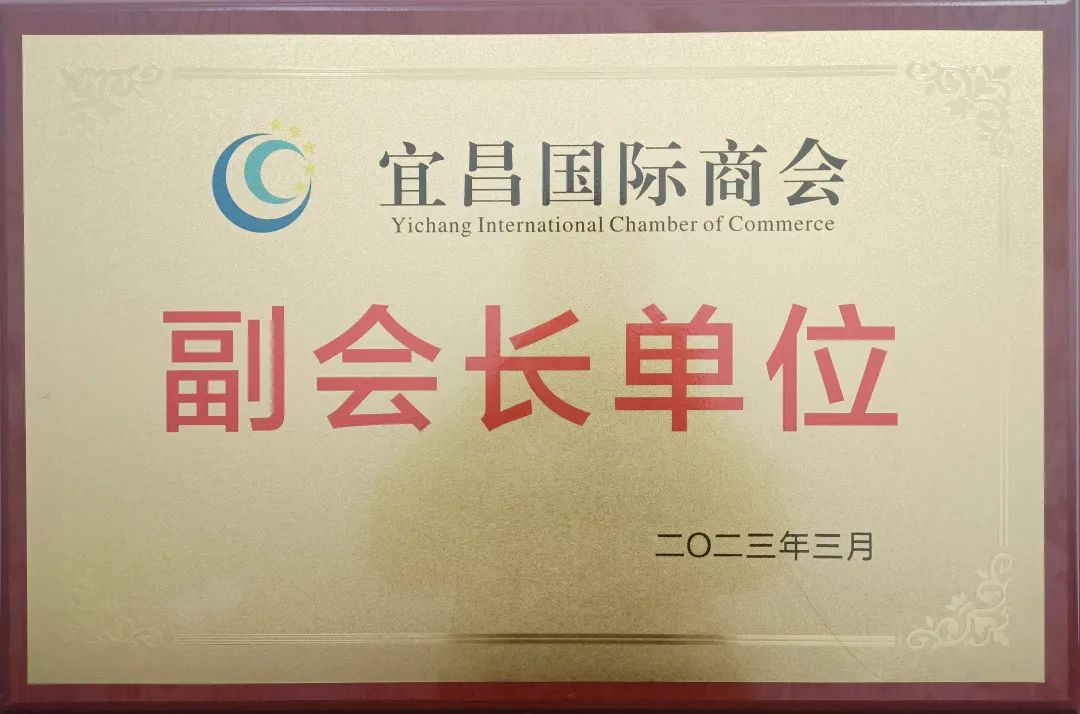 宜昌国际商会
Yichang International Chamber of Commerce
副会长单位
二〇二三年三月